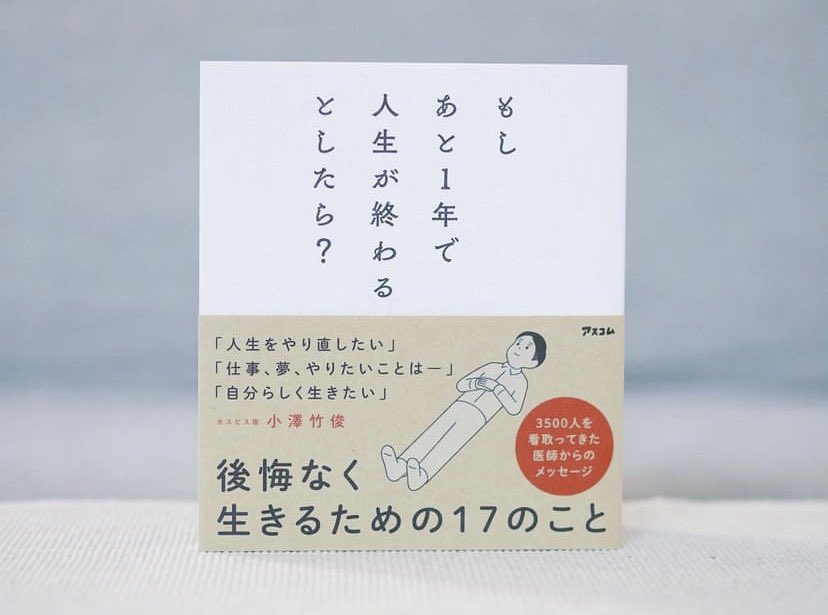 もし
あと1年で
人生が終わる
としたら?
アスコム
「人生をやり直したい」
「仕事、夢、やりたいことは―」
「自分らしく生きたい」
ホスピス医 小澤竹俊
3500人を
看取ってきた
医師からの
メッセージ
後悔なく
生きるための17のこと